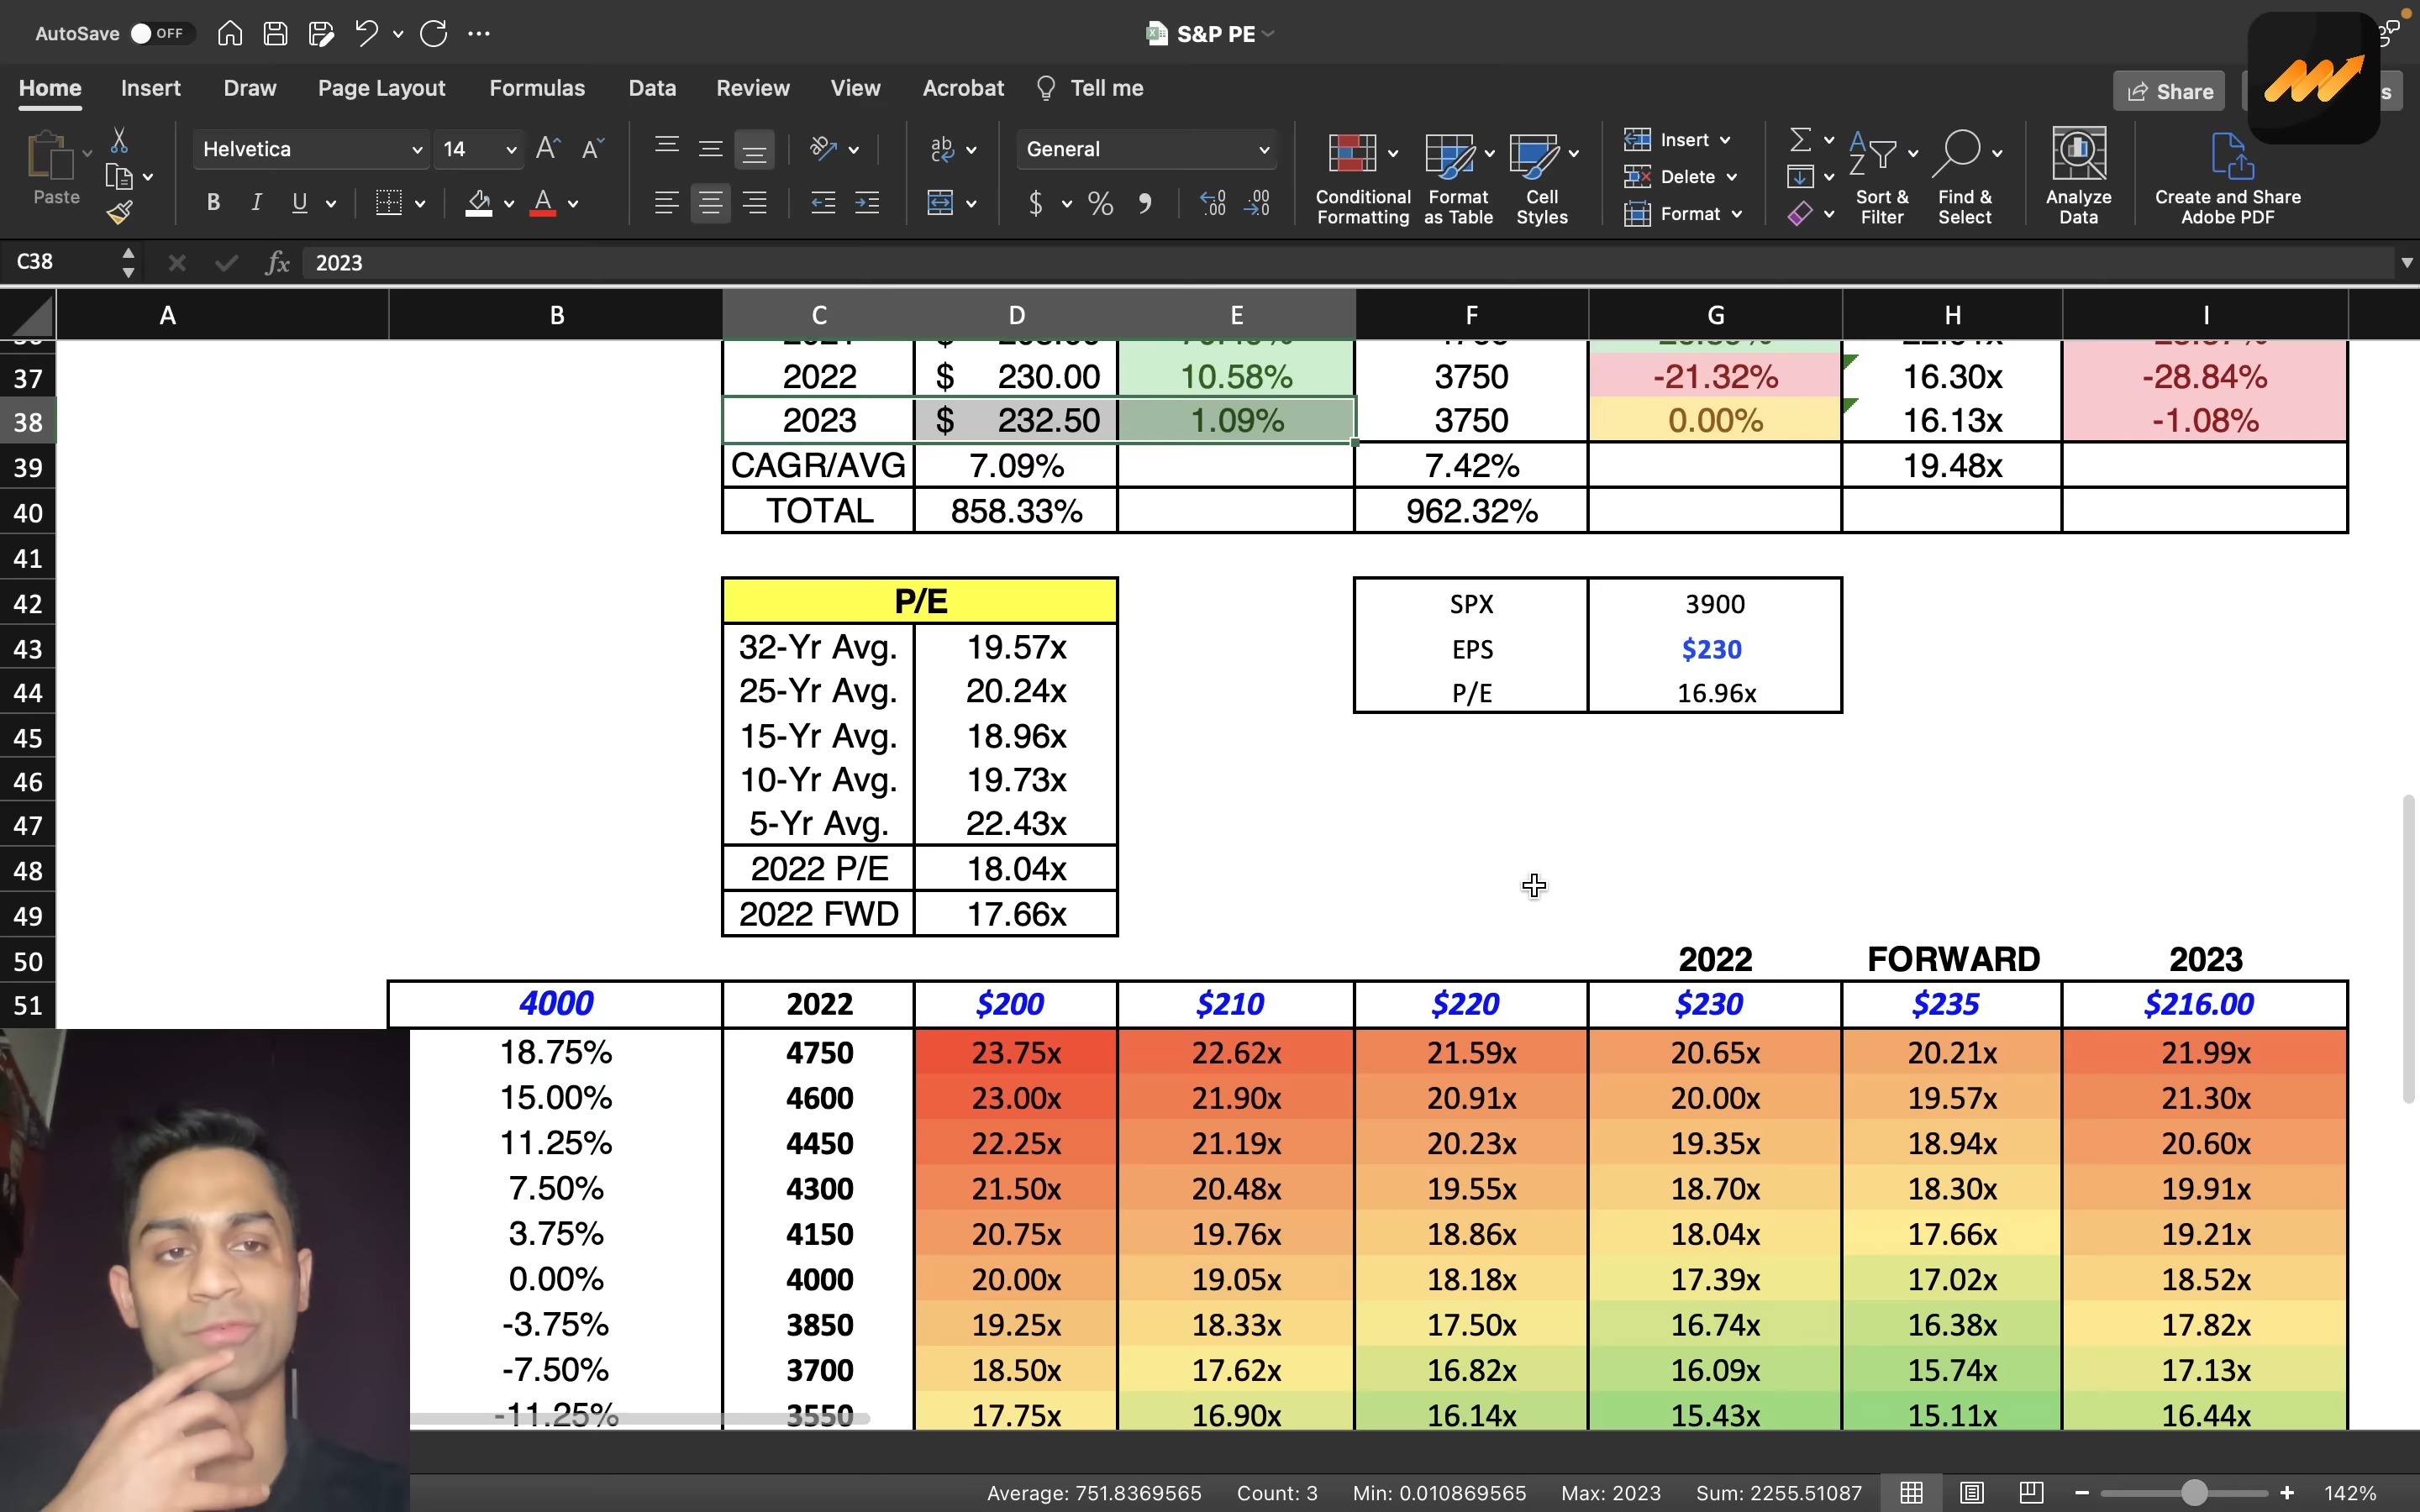 AutoSave OFF S&P PE
Home Insert Draw Page Layout Formulas Data Review View Acrobat Tell me Share
Paste Helvetica 14 General Conditional Formatting Format as Table Cell Styles Insert Delete Format Sort & Filter Find & Select Analyze Data Create and Share Adobe PDF
C38 fx 2023
A B C D E F G H I
37 2022 $ 230.00 10.58% 3750 -21.32% 16.30x -28.84%
38 2023 $ 232.50 1.09% 3750 0.00% 16.13x -1.08%
39 CAGR/AVG 7.09% 7.42% 19.48x
40 TOTAL 858.33% 962.32%
41
42 P/E SPX 3900
43 32-Yr Avg. 19.57x EPS $230
44 25-Yr Avg. 20.24x P/E 16.96x
45 15-Yr Avg. 18.96x
46 10-Yr Avg. 19.73x
47 5-Yr Avg. 22.43x
48 2022 P/E 18.04x
49 2022 FWD 17.66x
50 2022 FORWARD 2023
51 4000 2022 $200 $210 $220 $230 $235 $216.00
18.75% 4750 23.75x 22.62x 21.59x 20.65x 20.21x 21.99x
15.00% 4600 23.00x 21.90x 20.91x 20.00x 19.57x 21.30x
11.25% 4450 22.25x 21.19x 20.23x 19.35x 18.94x 20.60x
7.50% 4300 21.50x 20.48x 19.55x 18.70x 18.30x 19.91x
3.75% 4150 20.75x 19.76x 18.86x 18.04x 17.66x 19.21x
0.00% 4000 20.00x 19.05x 18.18x 17.39x 17.02x 18.52x
-3.75% 3850 19.25x 18.33x 17.50x 16.74x 16.38x 17.82x
-7.50% 3700 18.50x 17.62x 16.82x 16.09x 15.74x 17.13x
-11.25% 3550 17.75x 16.90x 16.14x 15.43x 15.11x 16.44x
Average: 751.8369565 Count: 3 Min: 0.010869565 Max: 2023 Sum: 2255.51087 142%